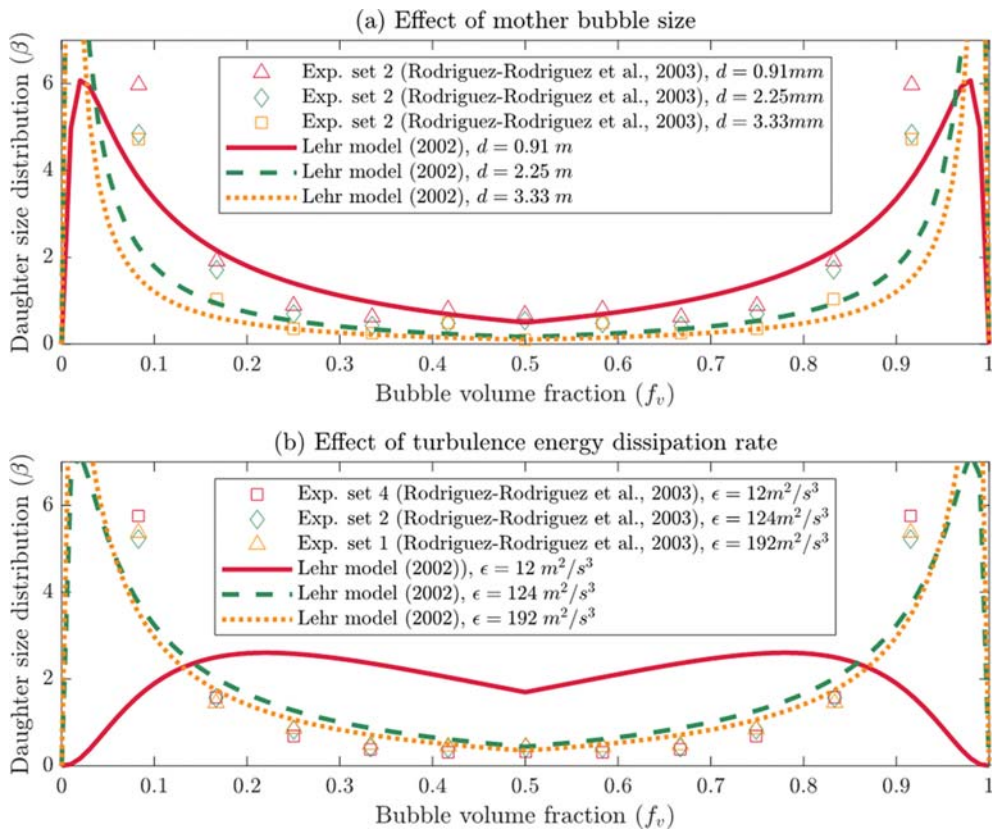 (a) Effect of mother bubble size
Daughter size distribution (β)
6
4
2
0
Exp. set 2 (Rodriguez-Rodriguez et al., 2003), d = 0.91mm
Exp. set 2 (Rodriguez-Rodriguez et al., 2003), d = 2.25mm
Exp. set 2 (Rodriguez-Rodriguez et al., 2003), d = 3.33mm
Lehr model (2002), d = 0.91 m
Lehr model (2002), d = 2.25 m
Lehr model (2002), d = 3.33 m
0 0.1 0.2 0.3 0.4 0.5 0.6 0.7 0.8 0.9 1
Bubble volume fraction (f_v)
(b) Effect of turbulence energy dissipation rate
Daughter size distribution (β)
6
4
2
0
Exp. set 4 (Rodriguez-Rodriguez et al., 2003), ϵ = 12m²/s³
Exp. set 2 (Rodriguez-Rodriguez et al., 2003), ϵ = 124m²/s³
Exp. set 1 (Rodriguez-Rodriguez et al., 2003), ϵ = 192m²/s³
Lehr model (2002)), ϵ = 12 m²/s³
Lehr model (2002), ϵ = 124 m²/s³
Lehr model (2002), ϵ = 192 m²/s³
0 0.1 0.2 0.3 0.4 0.5 0.6 0.7 0.8 0.9 1
Bubble volume fraction (f_v)